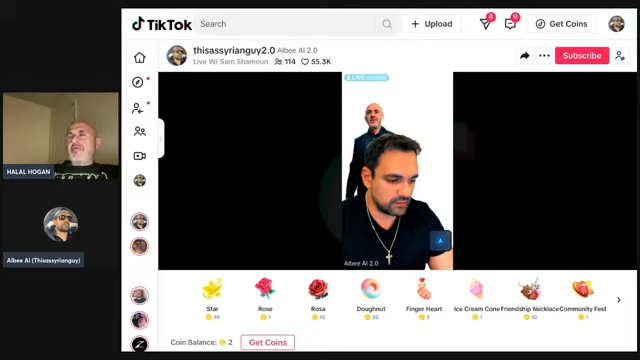 TikTok
Search
+ Upload
4
9
Get Coins
thisassyrianguy2.0 Albee Al 2.0
Live W/ Sam Shamoun 114 55.3K
Subscribe
HALAL HOGAN
Albee Al (Thisassyrianguy)
A
Albee Al 2.0
Star
99
Rose
1
Rosa
10
Doughnut
30
Finger Heart
5
Ice Cream Cone
1
Friendship Necklace
10
Community Fest
1
Coin Balance: 2 Get Coins